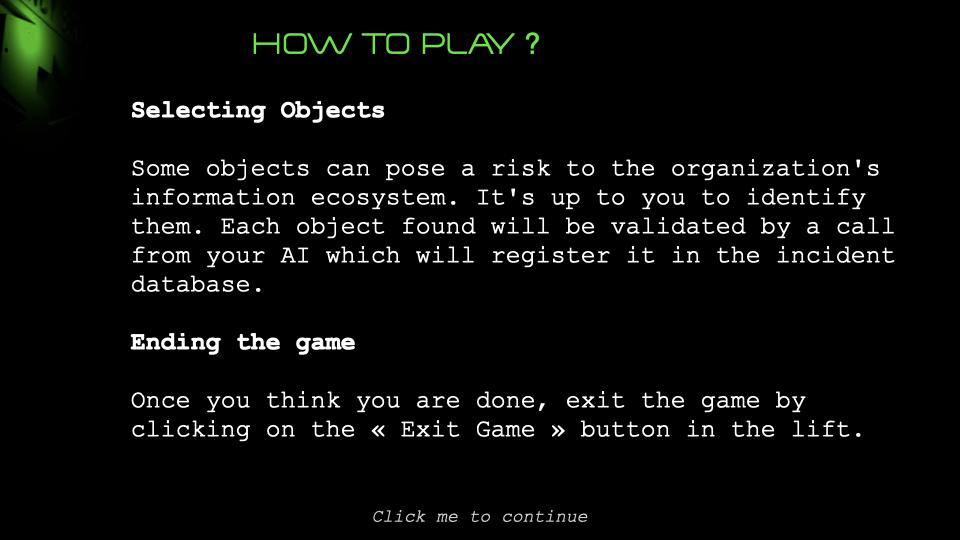 HOW TO PLAY ?
Selecting Objects
Some objects can pose a risk to the organization's
information ecosystem. It's up to you to identify
them. Each object found will be validated by a call
from your AI which will register it in the incident
database.
Ending the game
Once you think you are done, exit the game by
clicking on the « Exit Game » button in the lift.
Click me to continue